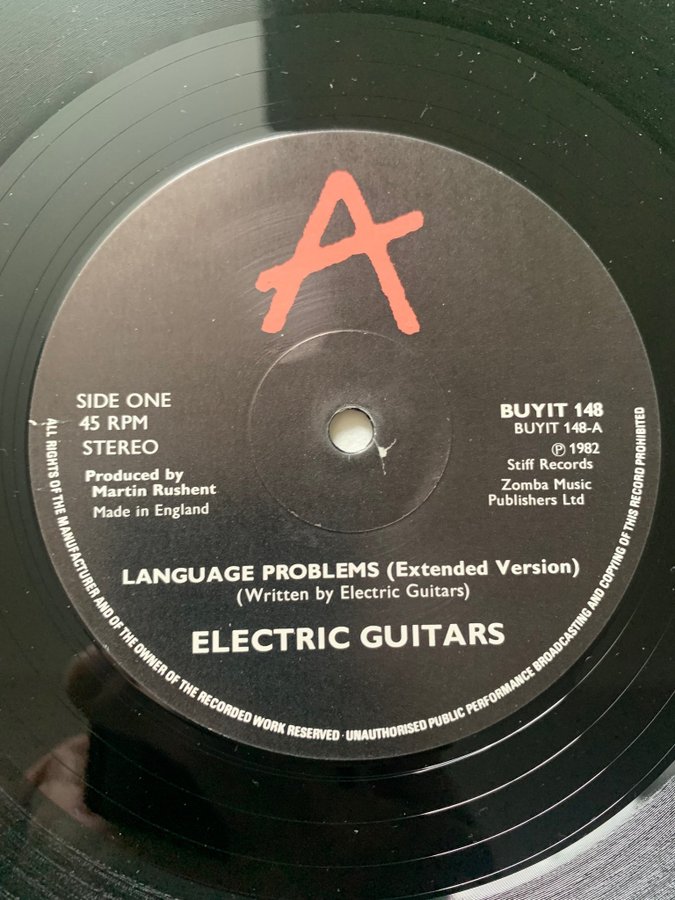 A
SIDE ONE
45 RPM
STEREO
Produced by
Martin Rushent
Made in England
BUYIT 148
BUYIT 148-A
Ⓟ 1982
Stiff Records
Zomba Music
Publishers Ltd
LANGUAGE PROBLEMS (Extended Version)
(Written by Electric Guitars)
ELECTRIC GUITARS
ALL RIGHTS OF THE MANUFACTURER AND OF THE OWNER OF THE RECORDED WORK RESERVED · UNAUTHORISED PUBLIC PERFORMANCE BROADCASTING AND COPYING OF THIS RECORD PROHIBITED